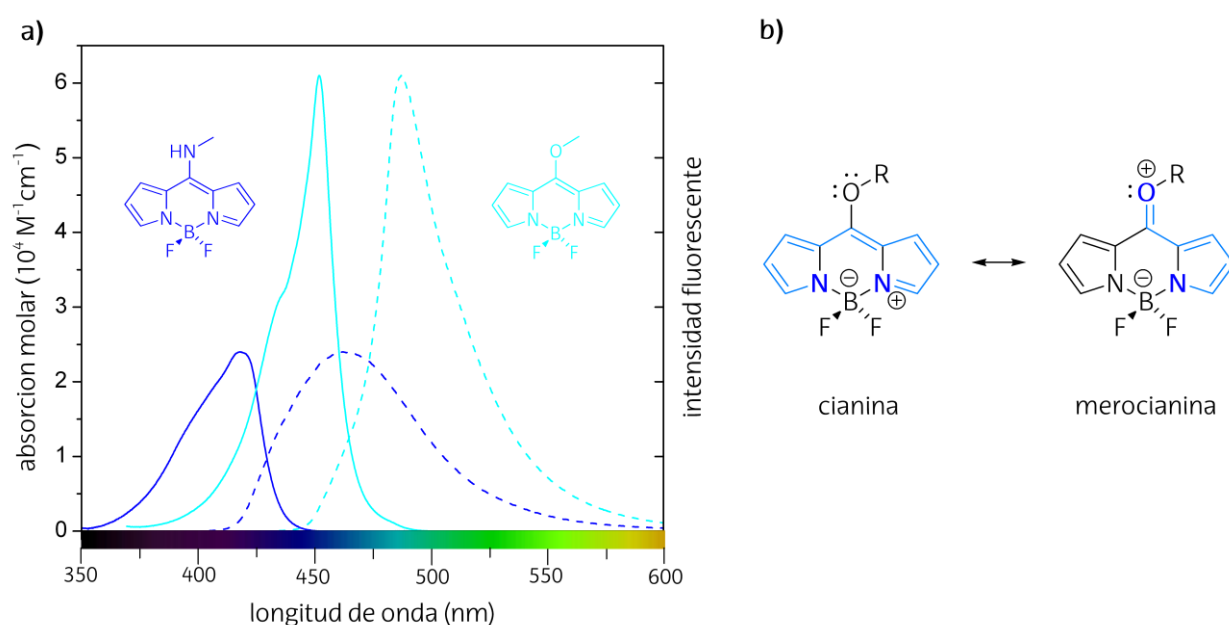 a)
absorcion molar (10⁴ M⁻¹cm⁻¹)
6
5
4
3
2
1
0
HN
N
N
B
F
F
O
N
N
B
F
F
350
400
450
500
550
600
longitud de onda (nm)
intensidad fluorescente
b)
:O R
N
N
⊖
B
⊕
F
F
cianina
⊕
:O R
N
N
⊖
B
F
F
merocianina